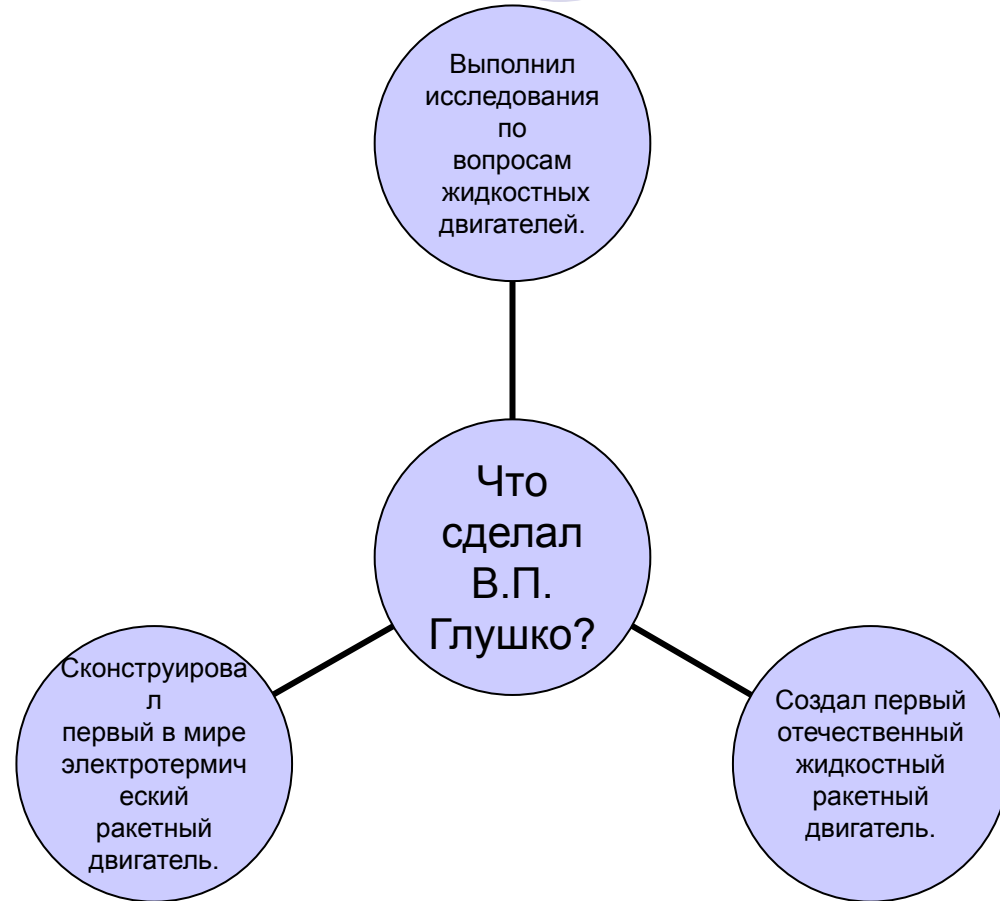 Выполнил
исследования
по
вопросам
жидкостных
двигателей.
Что
сделал
В.П.
Глушко?
Сконструирова
л
первый в мире
электротермич
еский
ракетный
двигатель.
Создал первый
отечественный
жидкостный
ракетный
двигатель.